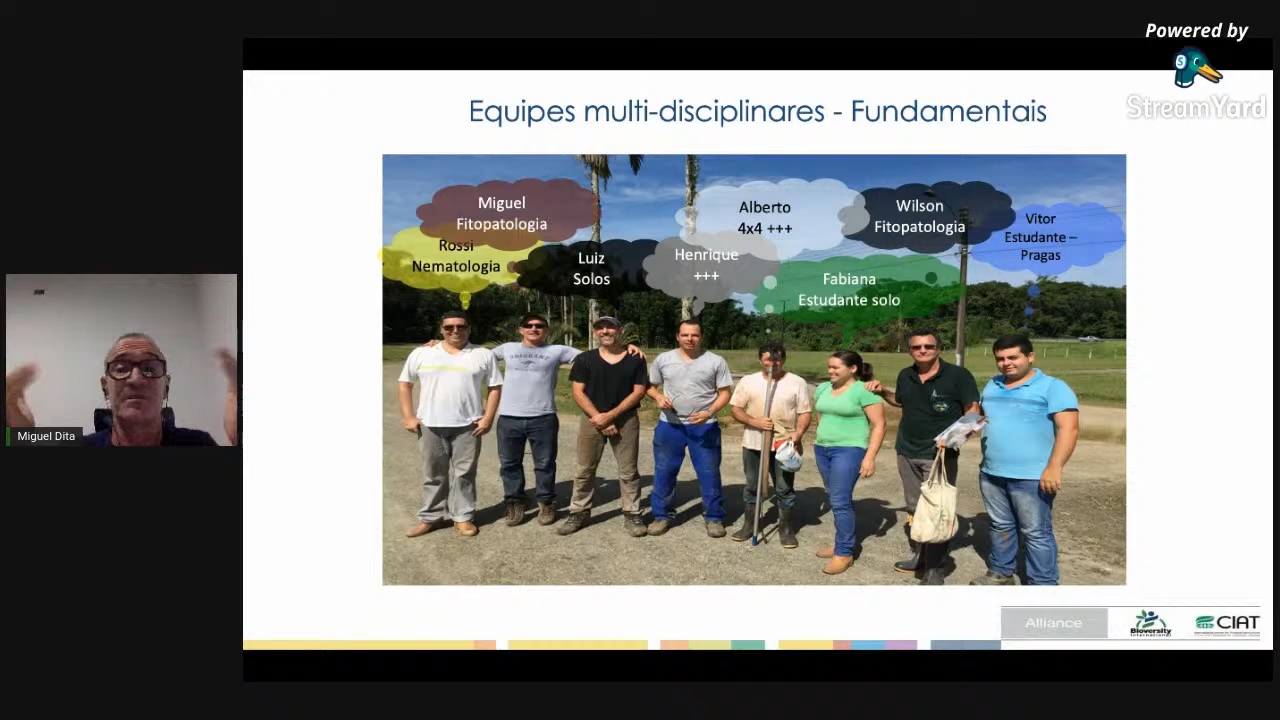 Powered by
StreamYard
Equipes multi-disciplinares - Fundamentais
Miguel
Fitopatologia
Rossi
Nematologia
Luiz
Solos
Henrique
+++
Alberto
4x4 +++
Fabiana
Estudante solo
Wilson
Fitopatologia
Vitor
Estudante –
Pragas
Miguel Dita
Alliance
Bioversity
International
CIAT